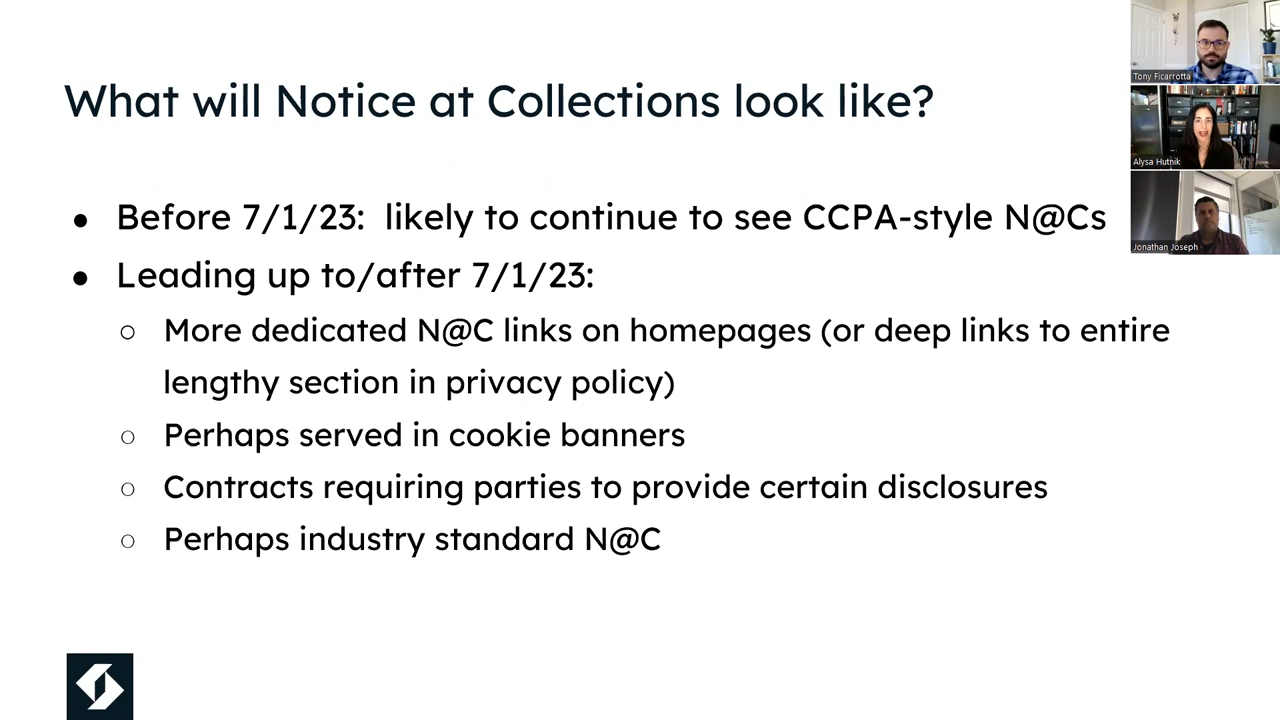 What will Notice at Collections look like?
● Before 7/1/23:  likely to continue to see CCPA-style N@Cs
● Leading up to/after 7/1/23:
○ More dedicated N@C links on homepages (or deep links to entire
lengthy section in privacy policy)
○ Perhaps served in cookie banners
○ Contracts requiring parties to provide certain disclosures
○ Perhaps industry standard N@C
Tony Ficarrotta
Alysa Hutnik
Jonathan Joseph